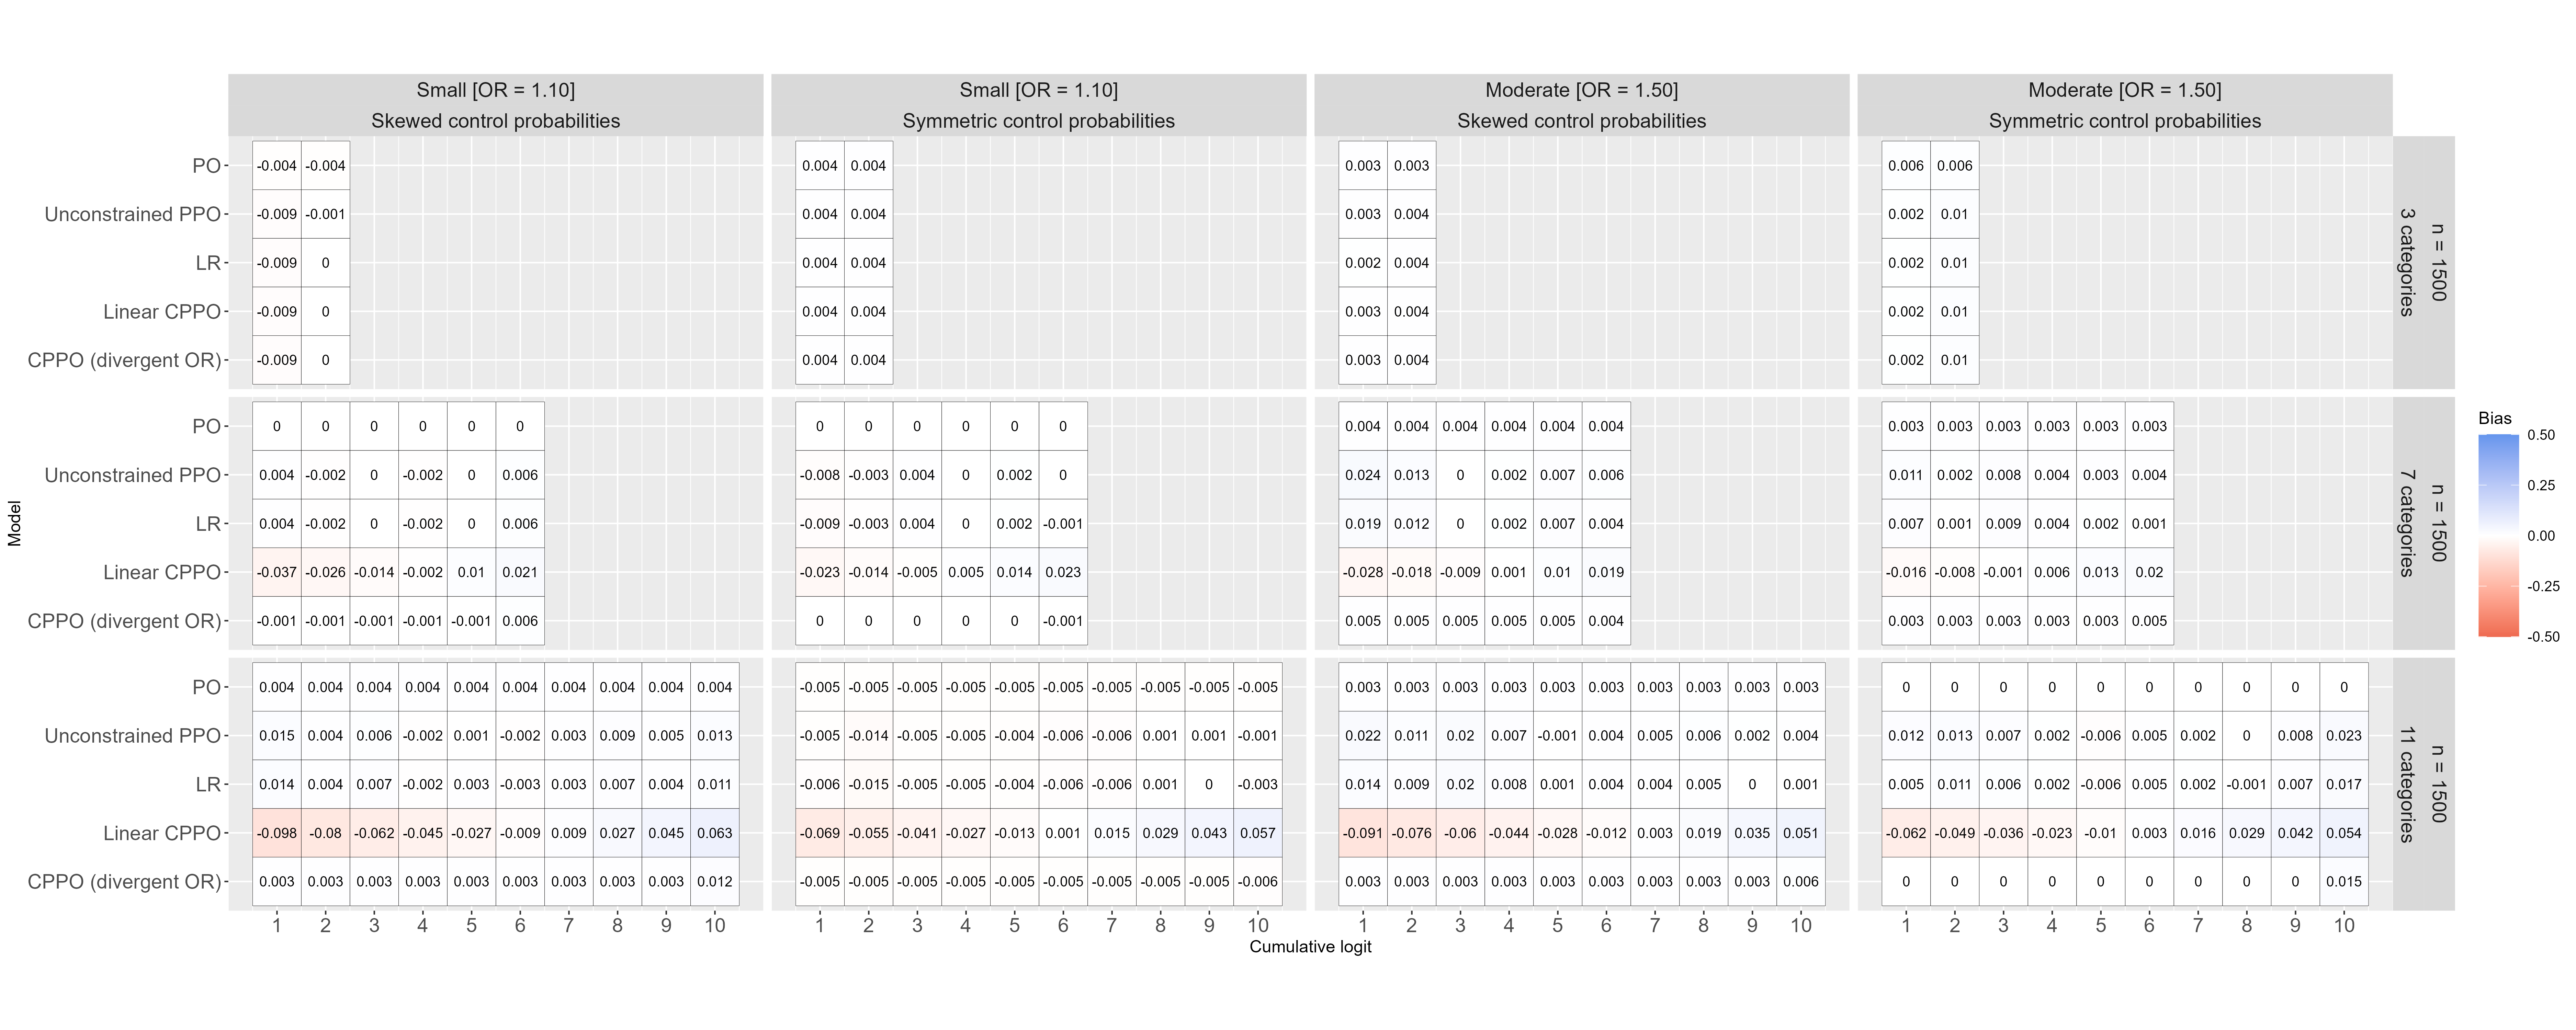 Small [OR = 1.10] Small [OR = 1.10] Moderate [OR = 1.50] Moderate [OR = 1.50]
Skewed control probabilities Symmetric control probabilities Skewed control probabilities Symmetric control probabilities
PO -0.004 -0.004 0.004 0.004 0.003 0.003 0.006 0.006
Unconstrained PPO -0.009 -0.001 0.004 0.004 0.003 0.004 0.002 0.01
LR -0.009 0 0.004 0.004 0.002 0.004 0.002 0.01
Linear CPPO -0.009 0 0.004 0.004 0.003 0.004 0.002 0.01
CPPO (divergent OR) -0.009 0 0.004 0.004 0.003 0.004 0.002 0.01
n = 1500
3 categories
PO 0 0 0 0 0 0 0 0 0 0 0 0 0.004 0.004 0.004 0.004 0.004 0.004 0.003 0.003 0.003 0.003 0.003 0.003
Unconstrained PPO 0.004 -0.002 0 -0.002 0 0.006 -0.008 -0.003 0.004 0 0.002 0 0.024 0.013 0 0.002 0.007 0.006 0.011 0.002 0.008 0.004 0.003 0.004
LR 0.004 -0.002 0 -0.002 0 0.006 -0.009 -0.003 0.004 0 0.002 -0.001 0.019 0.012 0 0.002 0.007 0.004 0.007 0.001 0.009 0.004 0.002 0.001
Linear CPPO -0.037 -0.026 -0.014 -0.002 0.01 0.021 -0.023 -0.014 -0.005 0.005 0.014 0.023 -0.028 -0.018 -0.009 0.001 0.01 0.019 -0.016 -0.008 -0.001 0.006 0.013 0.02
CPPO (divergent OR) -0.001 -0.001 -0.001 -0.001 -0.001 0.006 0 0 0 0 0 -0.001 0.005 0.005 0.005 0.005 0.005 0.004 0.003 0.003 0.003 0.003 0.003 0.005
n = 1500
7 categories
PO 0.004 0.004 0.004 0.004 0.004 0.004 0.004 0.004 0.004 0.004 -0.005 -0.005 -0.005 -0.005 -0.005 -0.005 -0.005 -0.005 -0.005 -0.005 0.003 0.003 0.003 0.003 0.003 0.003 0.003 0.003 0.003 0.003 0 0 0 0 0 0 0 0 0 0
Unconstrained PPO 0.015 0.004 0.006 -0.002 0.001 -0.002 0.003 0.009 0.005 0.013 -0.005 -0.014 -0.005 -0.005 -0.004 -0.006 -0.006 0.001 0.001 -0.001 0.022 0.011 0.02 0.007 -0.001 0.004 0.005 0.006 0.002 0.004 0.012 0.013 0.007 0.002 -0.006 0.005 0.002 0 0.008 0.023
LR 0.014 0.004 0.007 -0.002 0.003 -0.003 0.003 0.007 0.004 0.011 -0.006 -0.015 -0.005 -0.005 -0.004 -0.006 -0.006 0.001 0 -0.003 0.014 0.009 0.02 0.008 0.001 0.004 0.004 0.005 0 0.001 0.005 0.011 0.006 0.002 -0.006 0.005 0.002 -0.001 0.007 0.017
Linear CPPO -0.098 -0.08 -0.062 -0.045 -0.027 -0.009 0.009 0.027 0.045 0.063 -0.069 -0.055 -0.041 -0.027 -0.013 0.001 0.015 0.029 0.043 0.057 -0.091 -0.076 -0.06 -0.044 -0.028 -0.012 0.003 0.019 0.035 0.051 -0.062 -0.049 -0.036 -0.023 -0.01 0.003 0.016 0.029 0.042 0.054
CPPO (divergent OR) 0.003 0.003 0.003 0.003 0.003 0.003 0.003 0.003 0.003 0.012 -0.005 -0.005 -0.005 -0.005 -0.005 -0.005 -0.005 -0.005 -0.005 -0.006 0.003 0.003 0.003 0.003 0.003 0.003 0.003 0.003 0.003 0.006 0 0 0 0 0 0 0 0 0 0.015
n = 1500
11 categories
1 2 3 4 5 6 7 8 9 10 1 2 3 4 5 6 7 8 9 10 1 2 3 4 5 6 7 8 9 10 1 2 3 4 5 6 7 8 9 10
Cumulative logit
Model
Bias
0.50
0.25
0.00
-0.25
-0.50